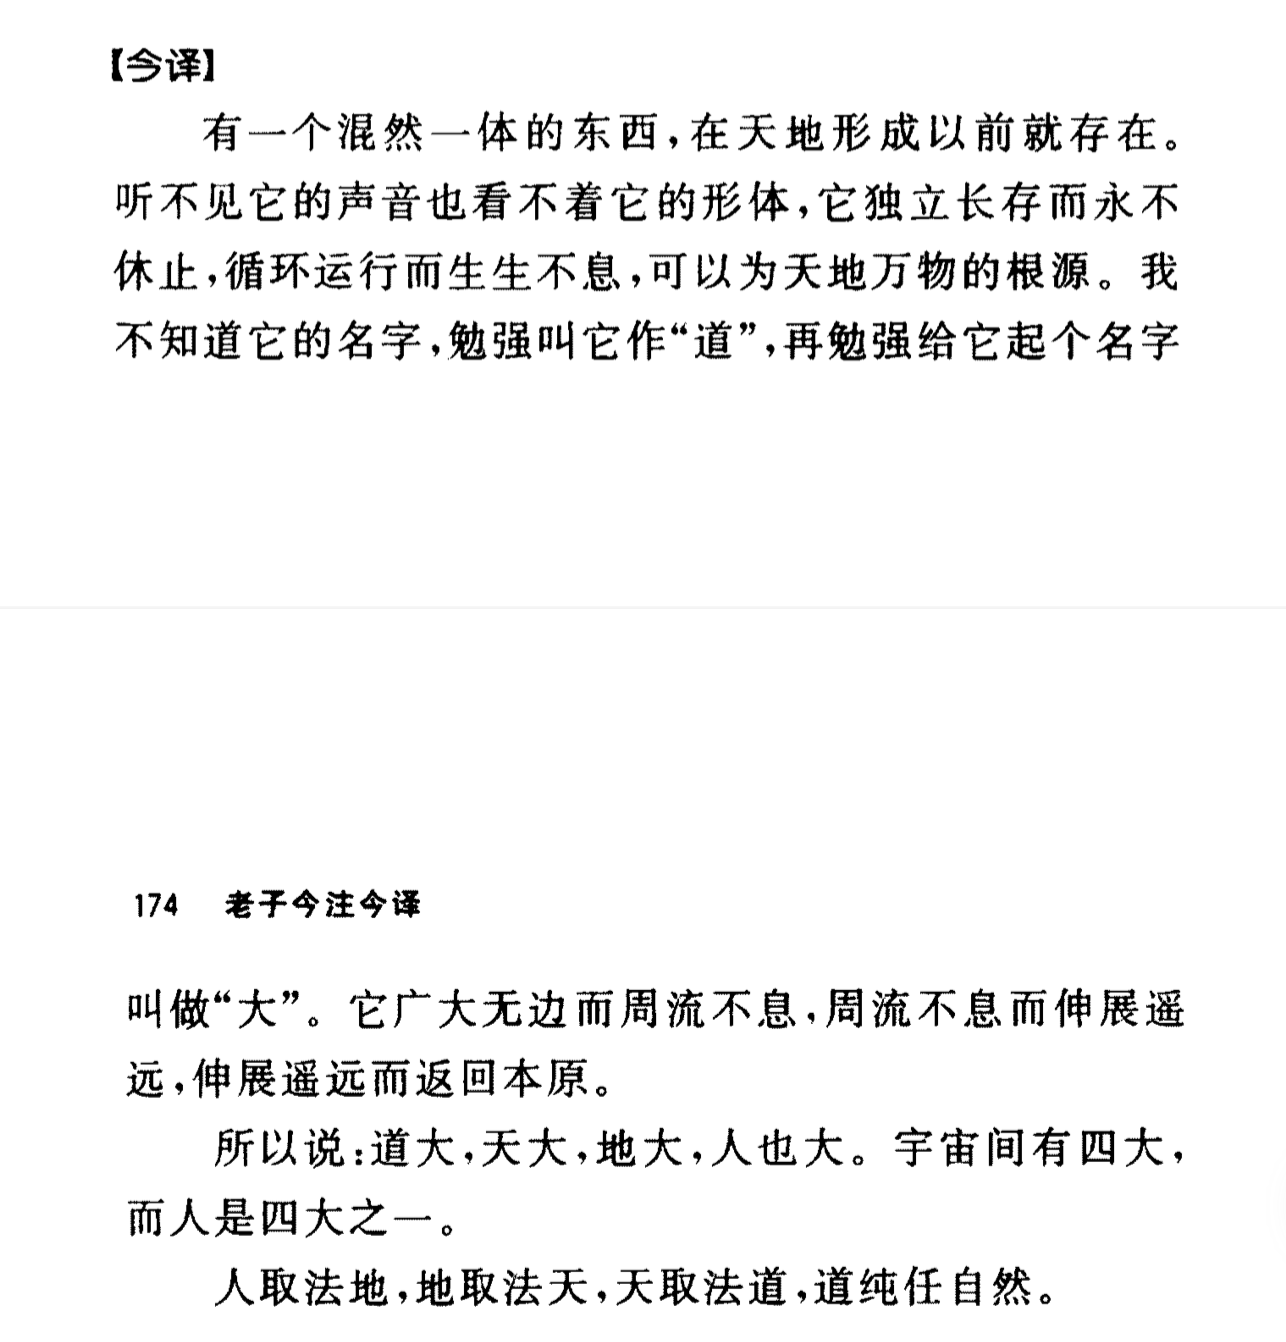 【今译】
有一个混然一体的东西,在天地形成以前就存在。
听不见它的声音也看不着它的形体,它独立长存而永不
休止,循环运行而生生不息,可以为天地万物的根源。我
不知道它的名字,勉强叫它作“道”,再勉强给它起个名字
174 老子今注今译
叫做“大”。它广大无边而周流不息,周流不息而伸展遥
远,伸展遥远而返回本原。
所以说:道大,天大,地大,人也大。宇宙间有四大,
而人是四大之一。
人取法地,地取法天,天取法道,道纯任自然。